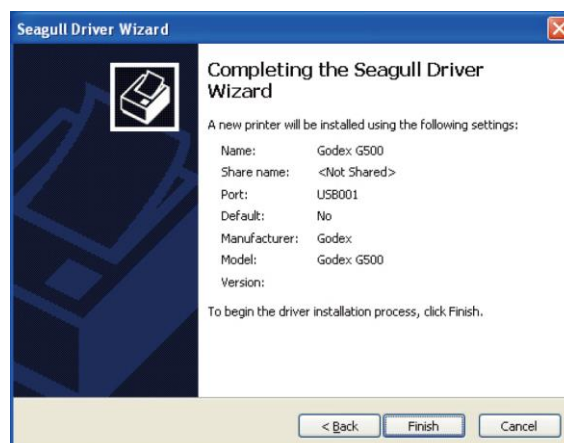 Seagull Driver Wizard
Completing the Seagull Driver
Wizard
A new printer will be installed using the following settings:
Name: Godex G500
Share name: <Not Shared>
Port: USB001
Default: No
Manufacturer: Godex
Model: Godex G500
Version:
To begin the driver installation process, click Finish.
< Back Finish Cancel